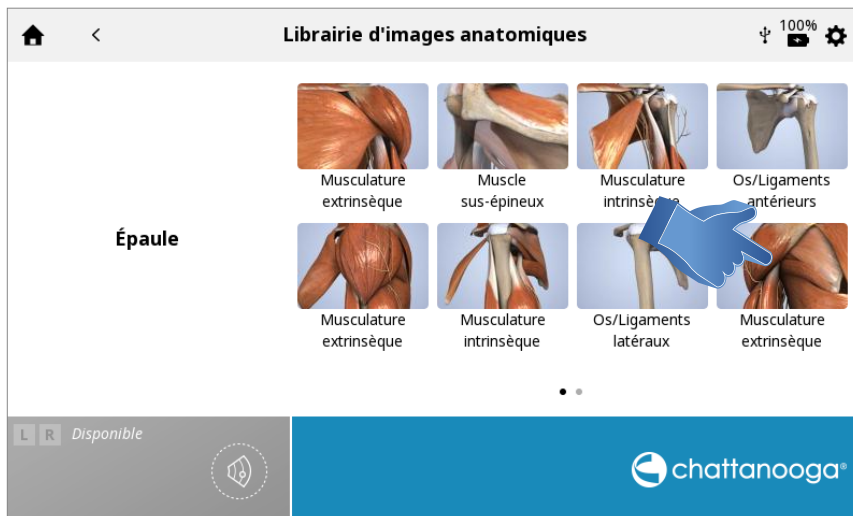 Librairie d'images anatomiques
100%
Musculature
extrinsèque
Muscle
sus-épineux
Musculature
intrinsèque
Os/Ligaments
antérieurs
Épaule
Musculature
extrinsèque
Musculature
intrinsèque
Os/Ligaments
latéraux
Musculature
extrinsèque
L R Disponible
chattanooga®